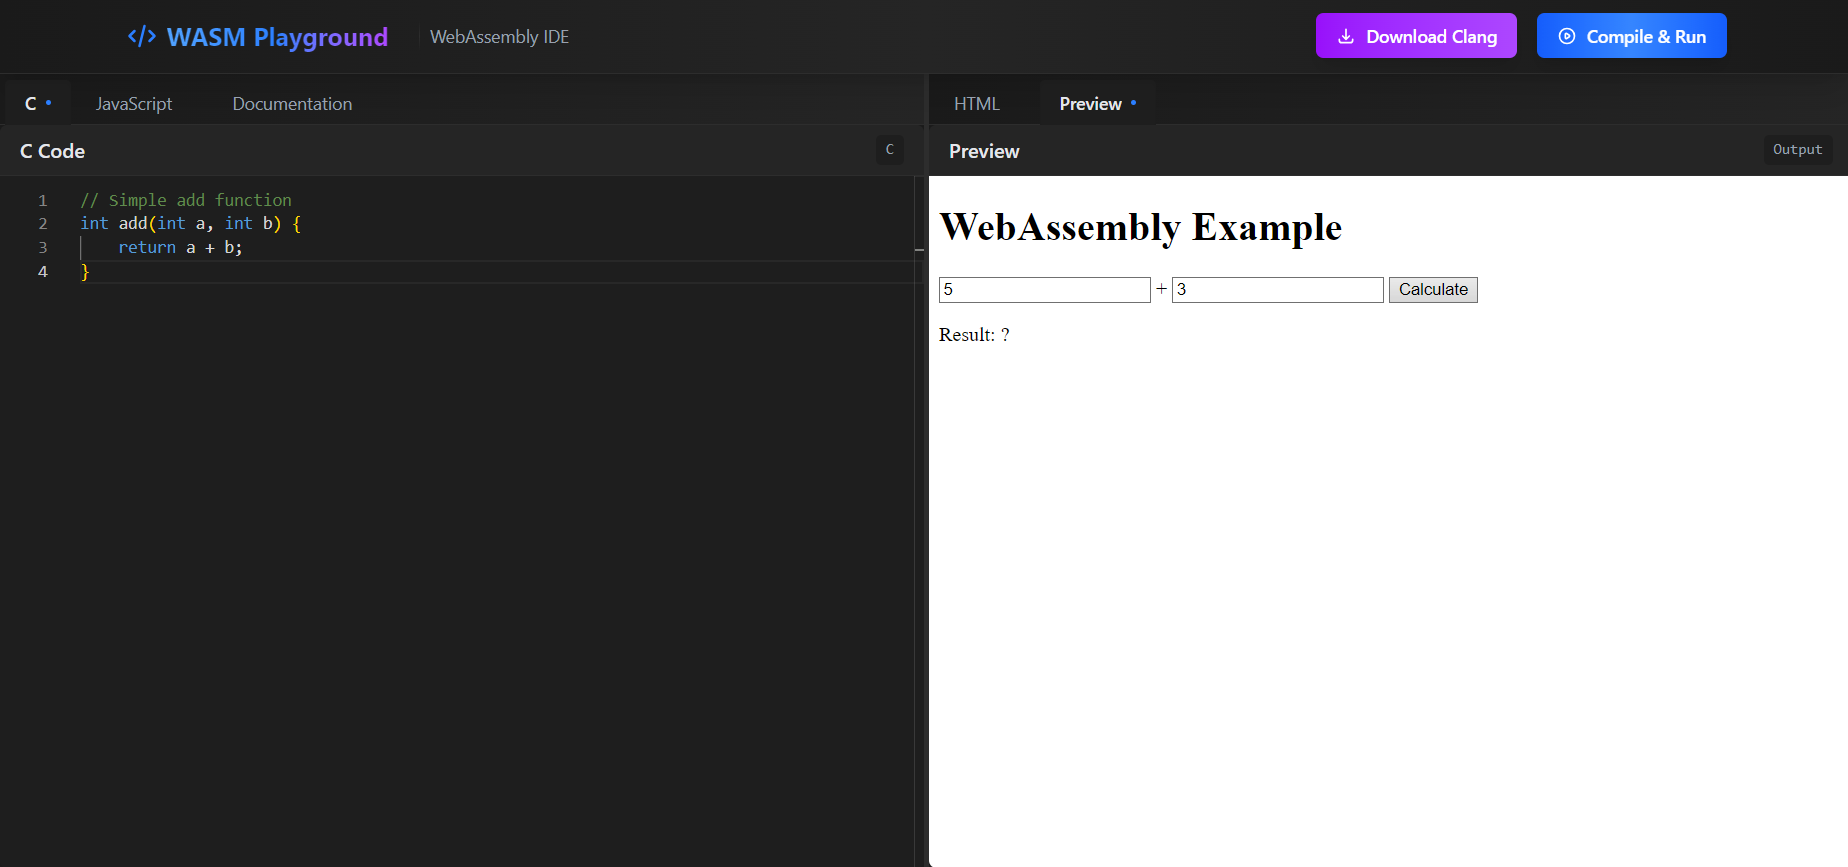 </> WASM Playground WebAssembly IDE Download Clang Compile & Run
C • JavaScript Documentation
C Code C
1 // Simple add function
2 int add(int a, int b) {
3     return a + b;
4 }
HTML Preview •
Preview Output
WebAssembly Example
5 + 3 Calculate
Result: ?